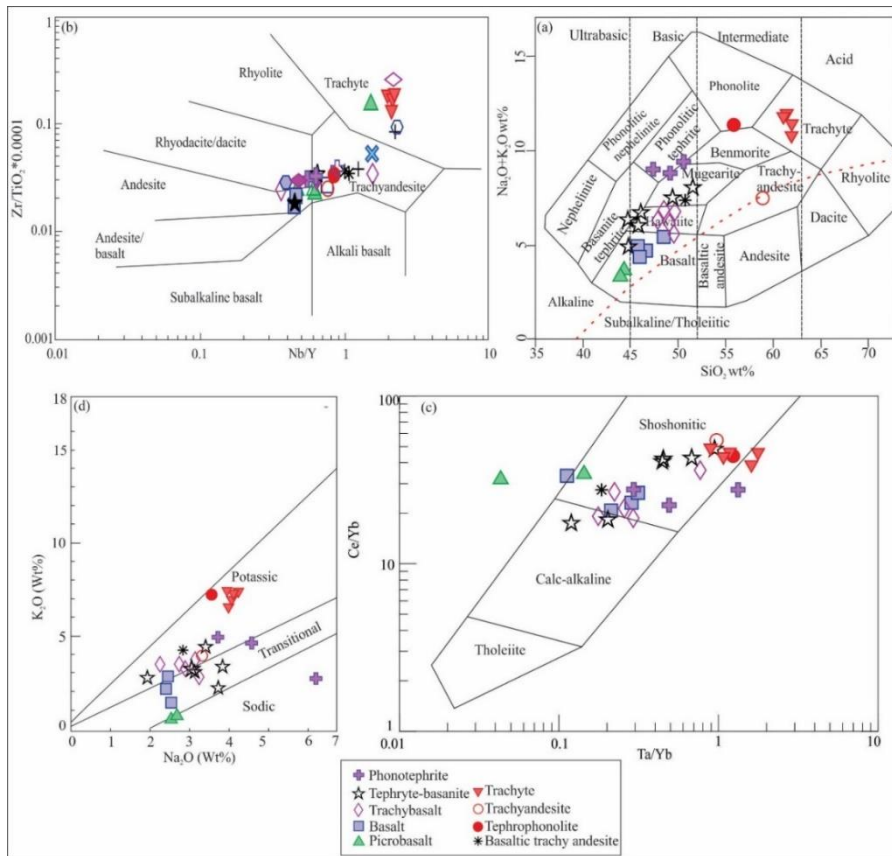 (b)
Zr/TiO₂*0.0001
0.1
0.1
0.01
0.001
Rhyolite
Trachyte
Rhyodacite/dacite
Andesite
Trachyandesite
Andesite/
basalt
Alkali basalt
Subalkaline basalt
0.01
0.1
1
10
Nb/Y
(a)
Na₂O+K₂O wt%
15
10
5
0
Ultrabasic
Basic
Intermediate
Acid
Phonolite
Phonolitic
nephelinite
Phonolitic
tephrite
Trachyte
Benmorite
Mugearite
Trachy-
andesite
Rhyolite
Nephelinite
Basanite
tephrite
Dacite
Basalt
Basaltic
andesite
Andesite
Alkaline
Subalkaline/Tholeiitic
35
40
45
50
55
60
65
70
SiO₂ wt%
(d)
K₂O (Wt%)
18
15
10
5
0
Potassic
Transitional
Sodic
0
1
2
3
4
5
6
7
Na₂O (Wt%)
(c)
Ce/Yb
100
10
1
Shoshonitic
Calc-alkaline
Tholeiite
0.01
0.1
1
10
Ta/Yb
Phonotephrite
Tephryte-basanite
Trachyte
Trachybasalt
Trachyandesite
Basalt
Tephrophonolite
Picrobasalt
Basaltic trachy andesite